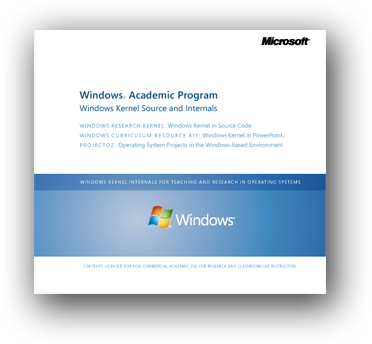 Microsoft®
Windows® Academic Program
Windows Kernel Source and Internals
WINDOWS RESEARCH KERNEL: Windows Kernel in Source Code
WINDOWS CURRICULUM RESOURCE KIT: Windows Kernel in PowerPoint®
PROJECTOZ: Operating System Projects in the Windows-based Environment
WINDOWS KERNEL INTERNALS FOR TEACHING AND RESEARCH IN OPERATING SYSTEMS
Windows®
CONTENTS LICENSED FOR NON-COMMERCIAL ACADEMIC USE FOR RESEARCH AND CLASSROOM/LAB INSTRUCTION.